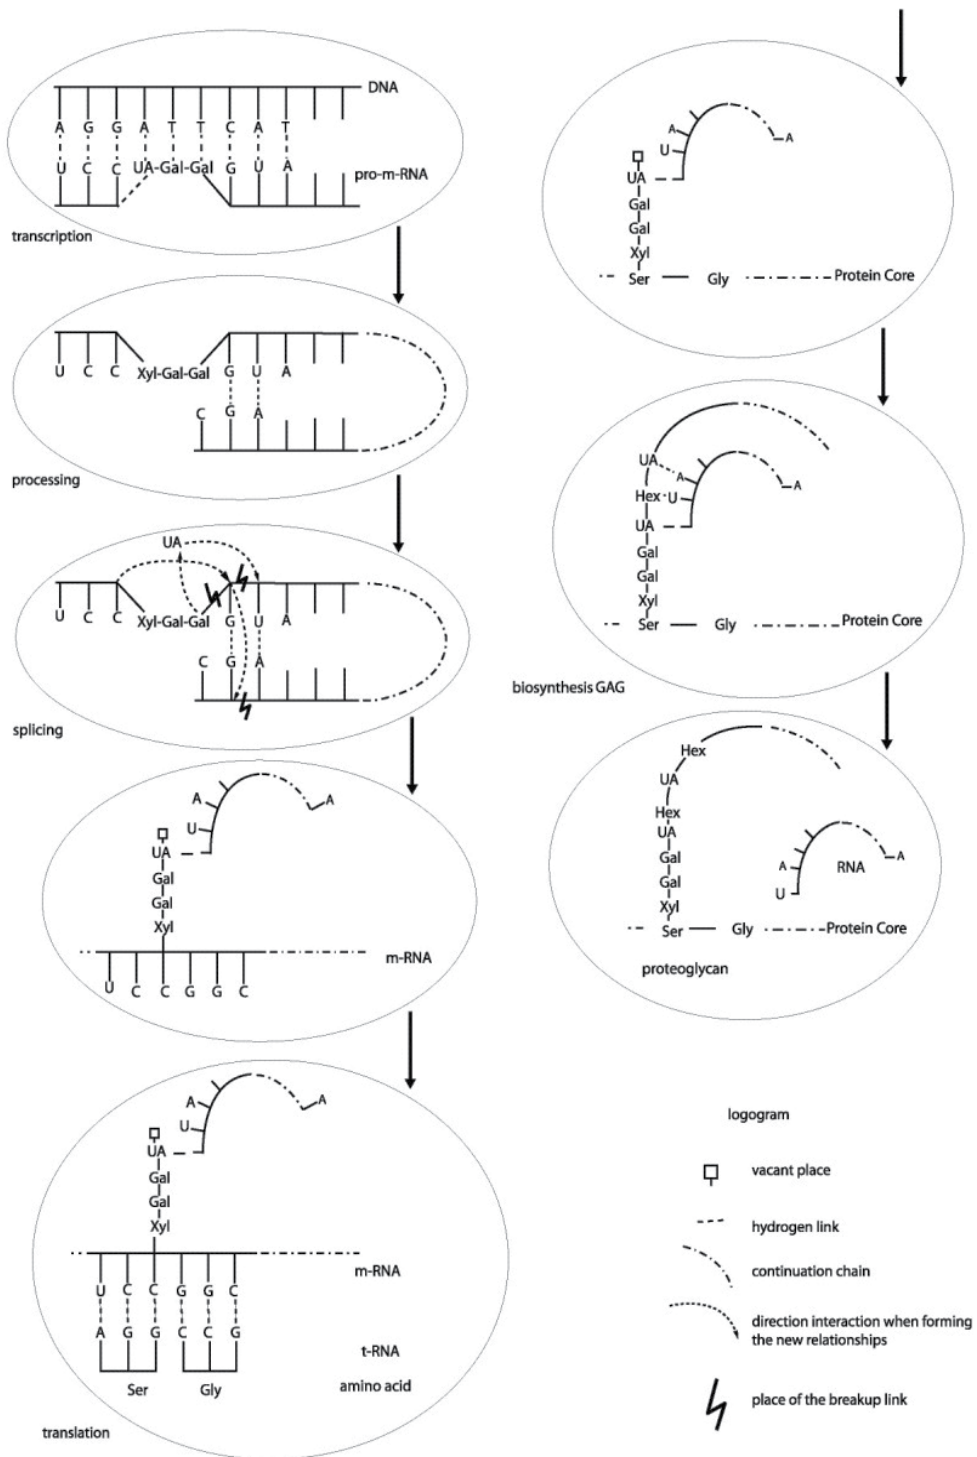 DNA
A G G A T T C A T
U C C UA-Gal-Gal G U A
pro-m-RNA
transcription
U C C Xyl-Gal-Gal G U A
C G A
processing
UA
U C C Xyl-Gal-Gal G U A
C G A
splicing
A
A
U
UA
Gal
Gal
Xyl
m-RNA
U C C G G C
A
A
U
UA
Gal
Gal
Xyl
m-RNA
U C C G G C
A G G C C G
t-RNA
Ser Gly
amino acid
translation
A
A
U
UA
Gal
Gal
Xyl
Ser Gly Protein Core
UA
A
A
Hex U
UA
Gal
Gal
Xyl
Ser Gly Protein Core
biosynthesis GAG
Hex
UA
Hex
UA
Gal
Gal
Xyl
A
A
RNA
U
Ser Gly Protein Core
proteoglycan
logogram
vacant place
hydrogen link
continuation chain
direction interaction when forming
the new relationships
place of the breakup link